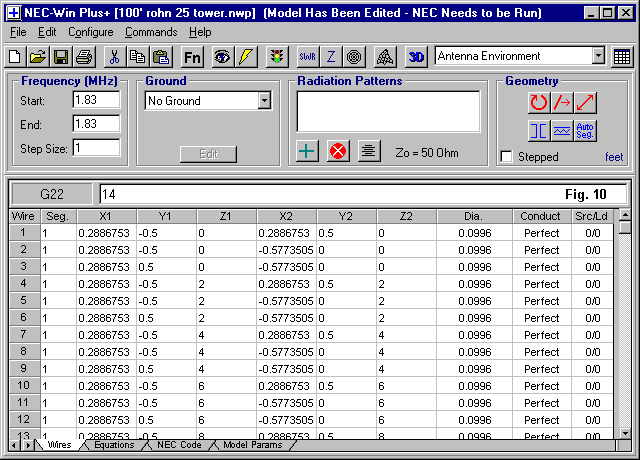 NEC-Win Plus+ [100' rohn 25 tower.nwp] (Model Has Been Edited - NEC Needs to be Run)
File Edit Configure Commands Help
Fn SWR Z 3D Antenna Environment
Frequency (MHz) Ground Radiation Patterns Geometry
Start: 1.83 No Ground
End: 1.83
Step Size: 1 Edit Zo = 50 Ohm Auto Seg.
Stepped feet
G22 14 Fig. 10
Wire Seg. X1 Y1 Z1 X2 Y2 Z2 Dia. Conduct Src/Ld
1 1 0.2886753 -0.5 0 0.2886753 0.5 0 0.0996 Perfect 0/0
2 1 0.2886753 -0.5 0 -0.5773505 0 0 0.0996 Perfect 0/0
3 1 0.2886753 0.5 0 -0.5773505 0 0 0.0996 Perfect 0/0
4 1 0.2886753 -0.5 2 0.2886753 0.5 2 0.0996 Perfect 0/0
5 1 0.2886753 -0.5 2 -0.5773505 0 2 0.0996 Perfect 0/0
6 1 0.2886753 0.5 2 -0.5773505 0 2 0.0996 Perfect 0/0
7 1 0.2886753 -0.5 4 0.2886753 0.5 4 0.0996 Perfect 0/0
8 1 0.2886753 -0.5 4 -0.5773505 0 4 0.0996 Perfect 0/0
9 1 0.2886753 0.5 4 -0.5773505 0 4 0.0996 Perfect 0/0
10 1 0.2886753 -0.5 6 0.2886753 0.5 6 0.0996 Perfect 0/0
11 1 0.2886753 -0.5 6 -0.5773505 0 6 0.0996 Perfect 0/0
12 1 0.2886753 0.5 6 -0.5773505 0 6 0.0996 Perfect 0/0
13 1 0.2886753 -0.5 8 0.2886753 0.5 8 0.0996 Perfect 0/0
Wires Equations NEC Code Model Params